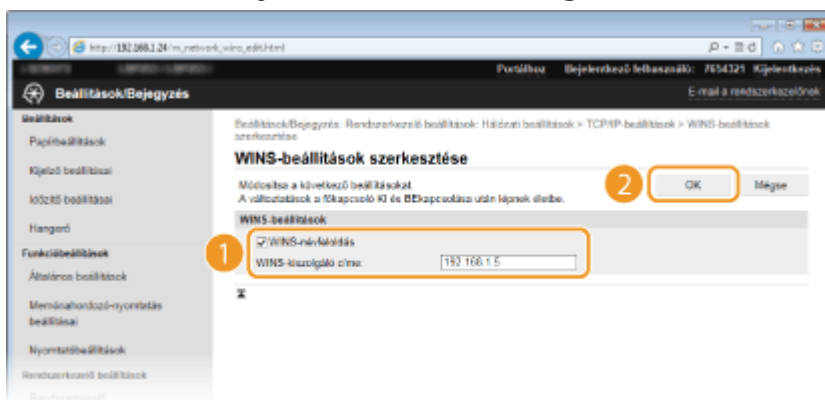 http://192.168.1.24/m_network_wins_edit.html
Portálhoz Bejelentkező felhasználó: 7654321 Kijelentkezés
Beállítások/Bejegyzés
E-mail a rendszerkezelőnek
Beállítások
Papírbeállítások
Kijelző beállításai
Időzítő beállításai
Hangerő
Funkcióbeállítások
Általános beállítások
Memóriahordozó-nyomtatás
beállításai
Nyomtatóbeállítások
Rendszerkezelő beállítások
Beállítások/Bejegyzés: Rendszerkezelő beállítások: Hálózati beállítások > TCP/IP-beállítások > WINS-beállítások
szerkesztése
WINS-beállítások szerkesztése
Módosítsa a következő beállításokat.
A változtatások a főkapcsoló KI és BEkapcsolása után lépnek életbe.
2
OK
Mégse
WINS-beállítások
1
WINS-névfeloldás
WINS-kiszolgáló címe:
192.168.1.5